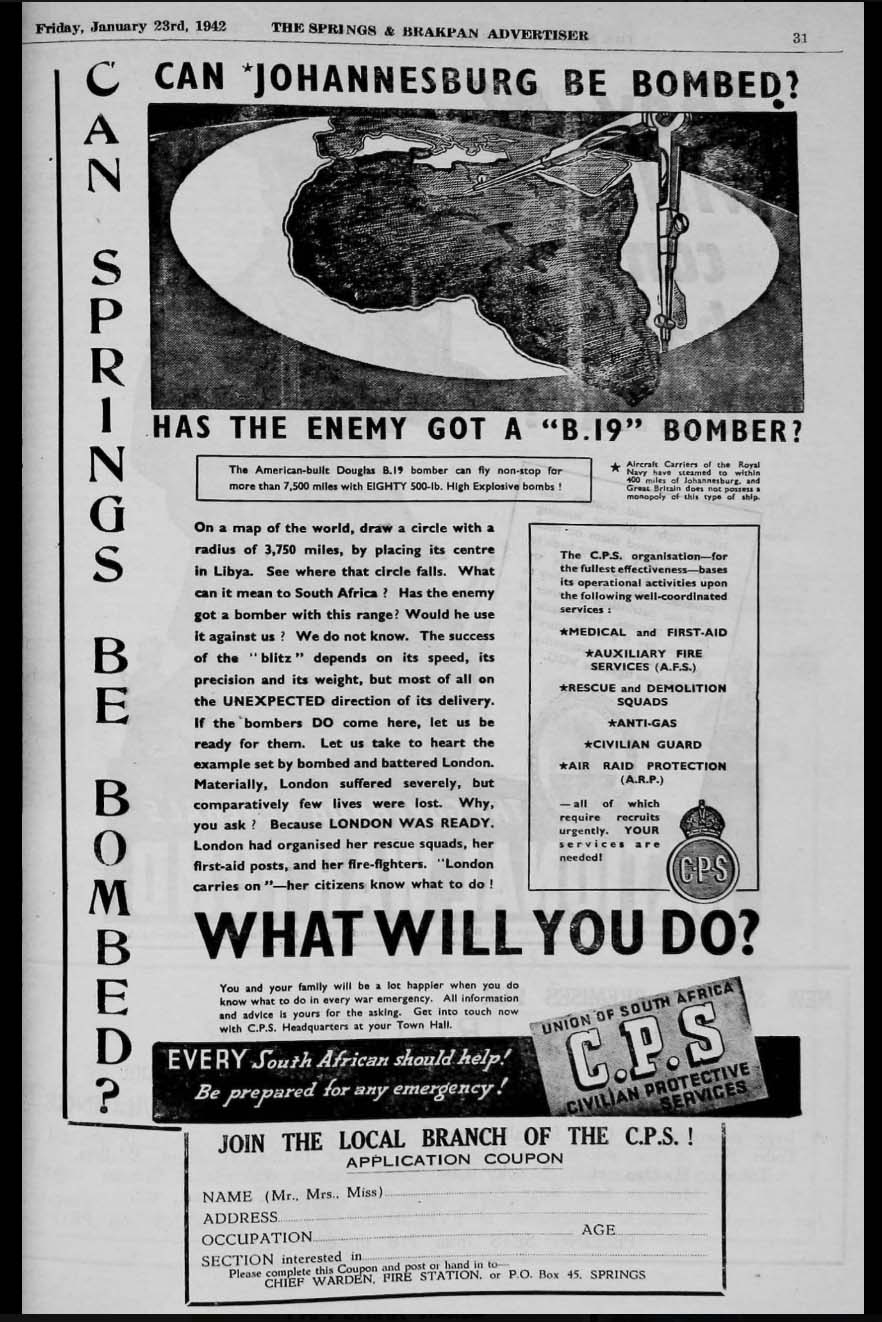 Friday, January 23rd, 1942 THE SPRINGS & BRAKPAN ADVERTISER 31
CAN SPRINGS BE BOMBED?
CAN *JOHANNESBURG BE BOMBED?
HAS THE ENEMY GOT A "B.19" BOMBER?
The American-built Douglas B.19 bomber can fly non-stop for
more than 7,500 miles with EIGHTY 500-lb. High Explosive bombs !
★ Aircraft Carriers of the Royal
Navy have steamed to within
400 miles of Johannesburg, and
Great Britain does not possess a
monopoly of this type of ship.
On a map of the world, draw a circle with a
radius of 3,750 miles, by placing its centre
in Libya. See where that circle falls. What
can it mean to South Africa ? Has the enemy
got a bomber with this range? Would he use
it against us ? We do not know. The success
of the "blitz" depends on its speed, its
precision and its weight, but most of all on
the UNEXPECTED direction of its delivery.
If the bombers DO come here, let us be
ready for them. Let us take to heart the
example set by bombed and battered London.
Materially, London suffered severely, but
comparatively few lives were lost. Why,
you ask ? Because LONDON WAS READY.
London had organised her rescue squads, her
first-aid posts, and her fire-fighters. "London
carries on"—her citizens know what to do !
The C.P.S. organisation—for
the fullest effectiveness—bases
its operational activities upon
the following well-coordinated
services :
★MEDICAL and FIRST-AID
★AUXILIARY FIRE
SERVICES (A.F.S.)
★RESCUE and DEMOLITION
SQUADS
★ANTI-GAS
★CIVILIAN GUARD
★AIR RAID PROTECTION
(A.R.P.)
—all of which
require recruits
urgently. YOUR
services are
needed!
C·P·S
WHAT WILL YOU DO?
You and your family will be a lot happier when you do
know what to do in every war emergency. All information
and advice is yours for the asking. Get into touch now
with C.P.S. Headquarters at your Town Hall.
EVERY South African should help!
Be prepared for any emergency!
UNION OF SOUTH AFRICA
C.P.S
CIVILIAN PROTECTIVE
SERVICES
JOIN THE LOCAL BRANCH OF THE C.P.S. !
APPLICATION COUPON
NAME (Mr., Mrs., Miss)
ADDRESS
OCCUPATION AGE
SECTION interested in
Please complete this Coupon and post or hand in to—
CHIEF WARDEN, FIRE STATION, or P.O. Box 45, SPRINGS